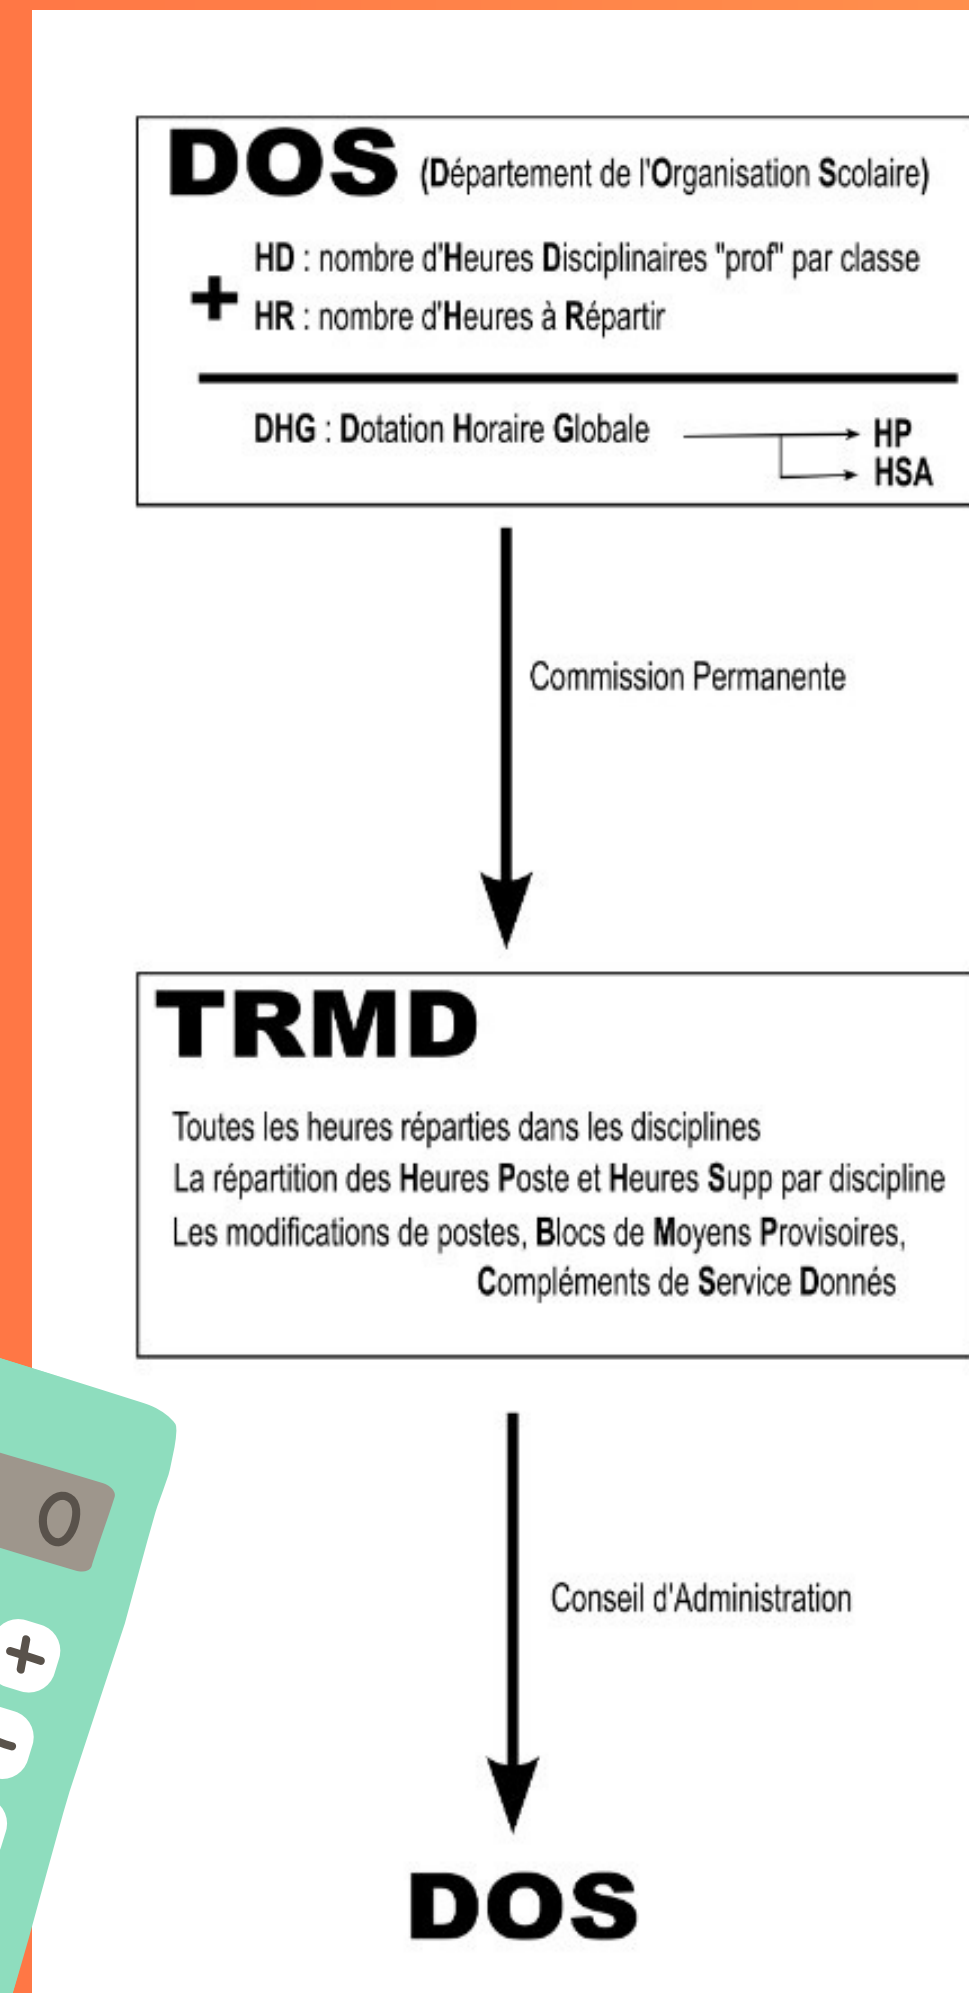 DOS (Département de l'Organisation Scolaire)
HD : nombre d'Heures Disciplinaires "prof" par classe
+ HR : nombre d'Heures à Répartir
DHG : Dotation Horaire Globale HP
HSA
Commission Permanente
TRMD
Toutes les heures réparties dans les disciplines
La répartition des Heures Poste et Heures Supp par discipline
Les modifications de postes, Blocs de Moyens Provisoires,
Compléments de Service Donnés
0
+
-
Conseil d'Administration
DOS